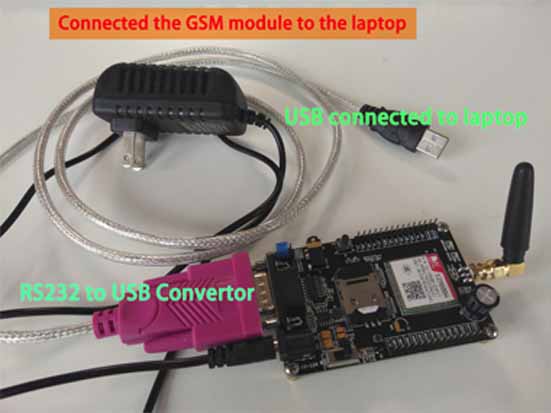 Connected the GSM module to the laptop
USB connected to laptop
RS232 to USB Convertor